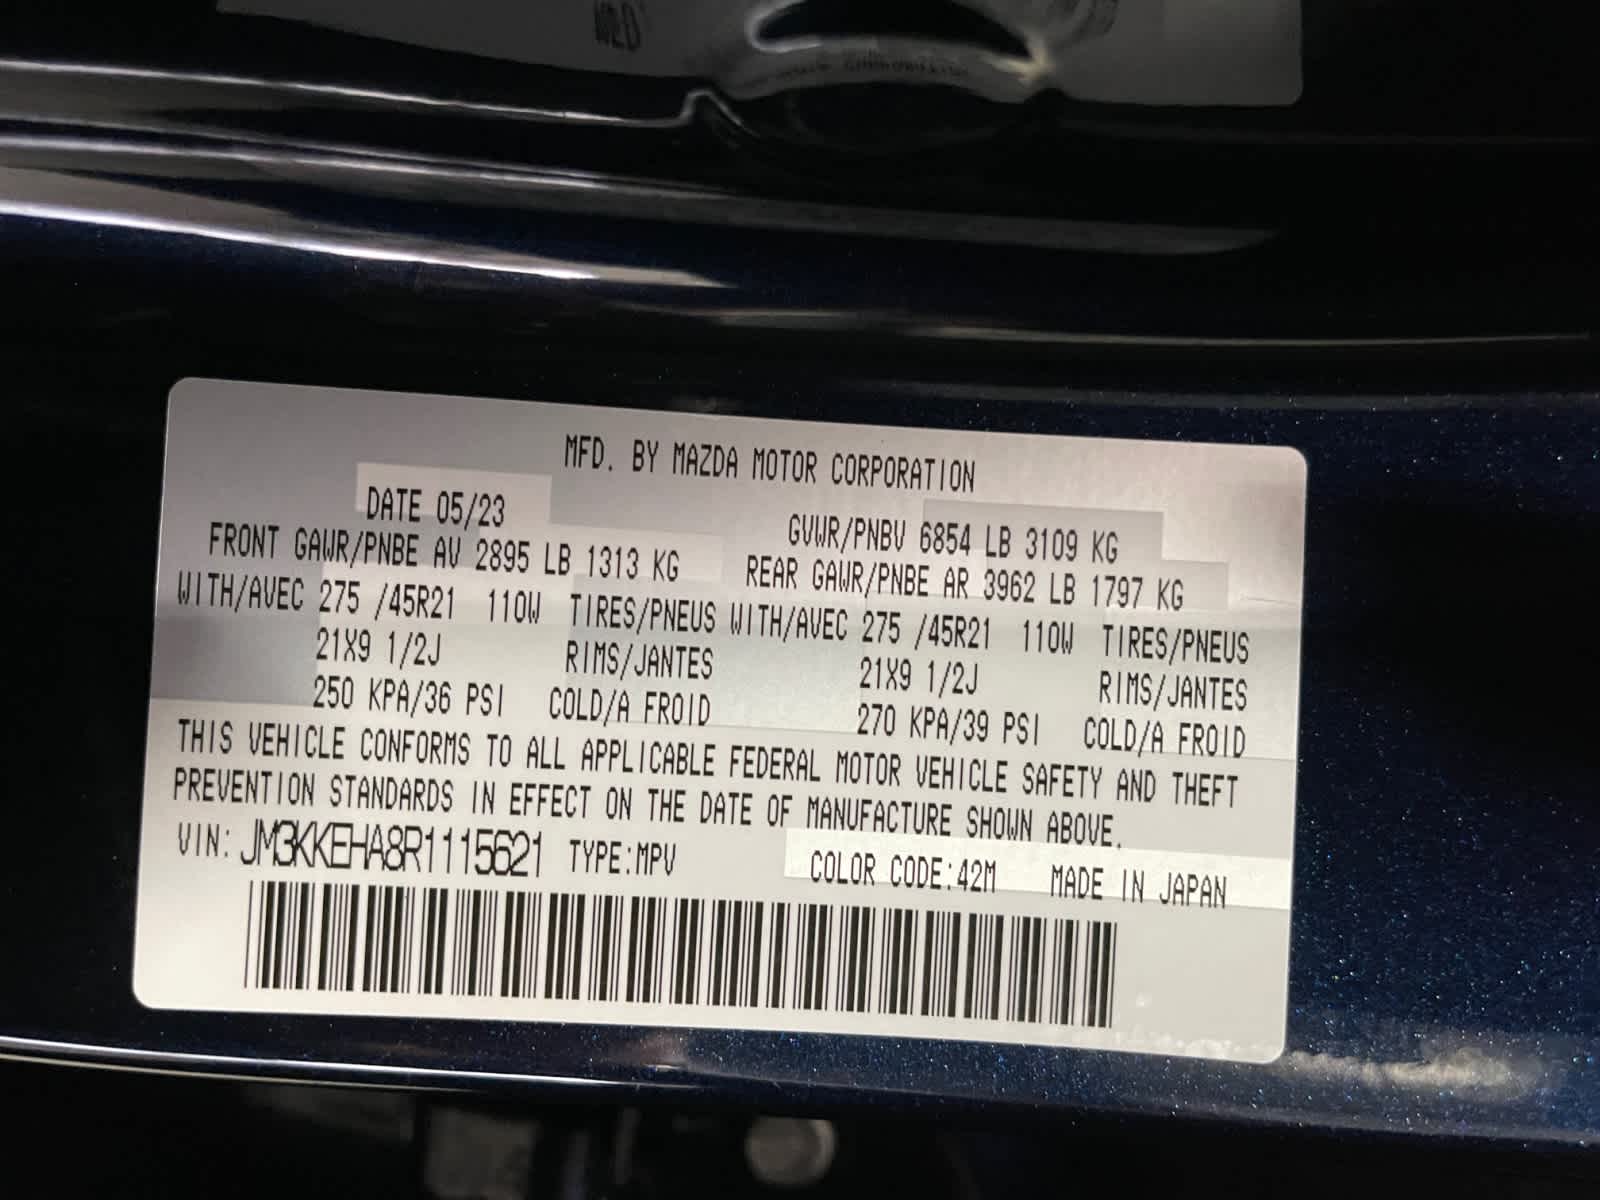 MFD. BY MAZDA MOTOR CORPORATION
DATE 05/23
GVWR/PNBV 6854 LB 3109 KG
FRONT GAWR/PNBE AV 2895 LB 1313 KG
REAR GAWR/PNBE AR 3962 LB 1797 KG
WITH/AVEC 275 /45R21 110W TIRES/PNEUS WITH/AVEC 275 /45R21 110W TIRES/PNEUS
21X9 1/2J RIMS/JANTES 21X9 1/2J RIMS/JANTES
250 KPA/36 PSI COLD/A FROID 270 KPA/39 PSI COLD/A FROID
THIS VEHICLE CONFORMS TO ALL APPLICABLE FEDERAL MOTOR VEHICLE SAFETY AND THEFT
PREVENTION STANDARDS IN EFFECT ON THE DATE OF MANUFACTURE SHOWN ABOVE.
VIN: JM3KKEHA8R1115621 TYPE:MPV COLOR CODE:42M MADE IN JAPAN